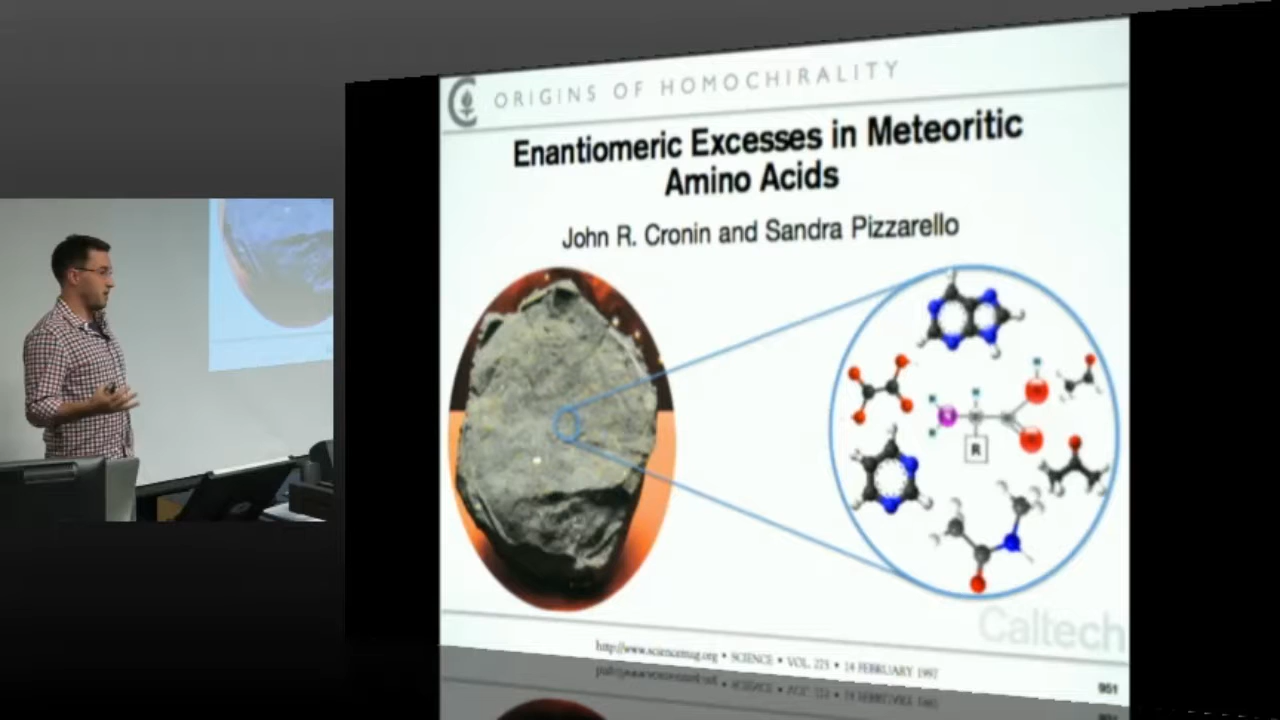 ORIGINS OF HOMOCHIRALITY
Enantiomeric Excesses in Meteoritic
Amino Acids
John R. Cronin and Sandra Pizzarello
R
Caltech
http://www.sciencemag.org • SCIENCE • VOL. 275 • 14 FEBRUARY 1997
951